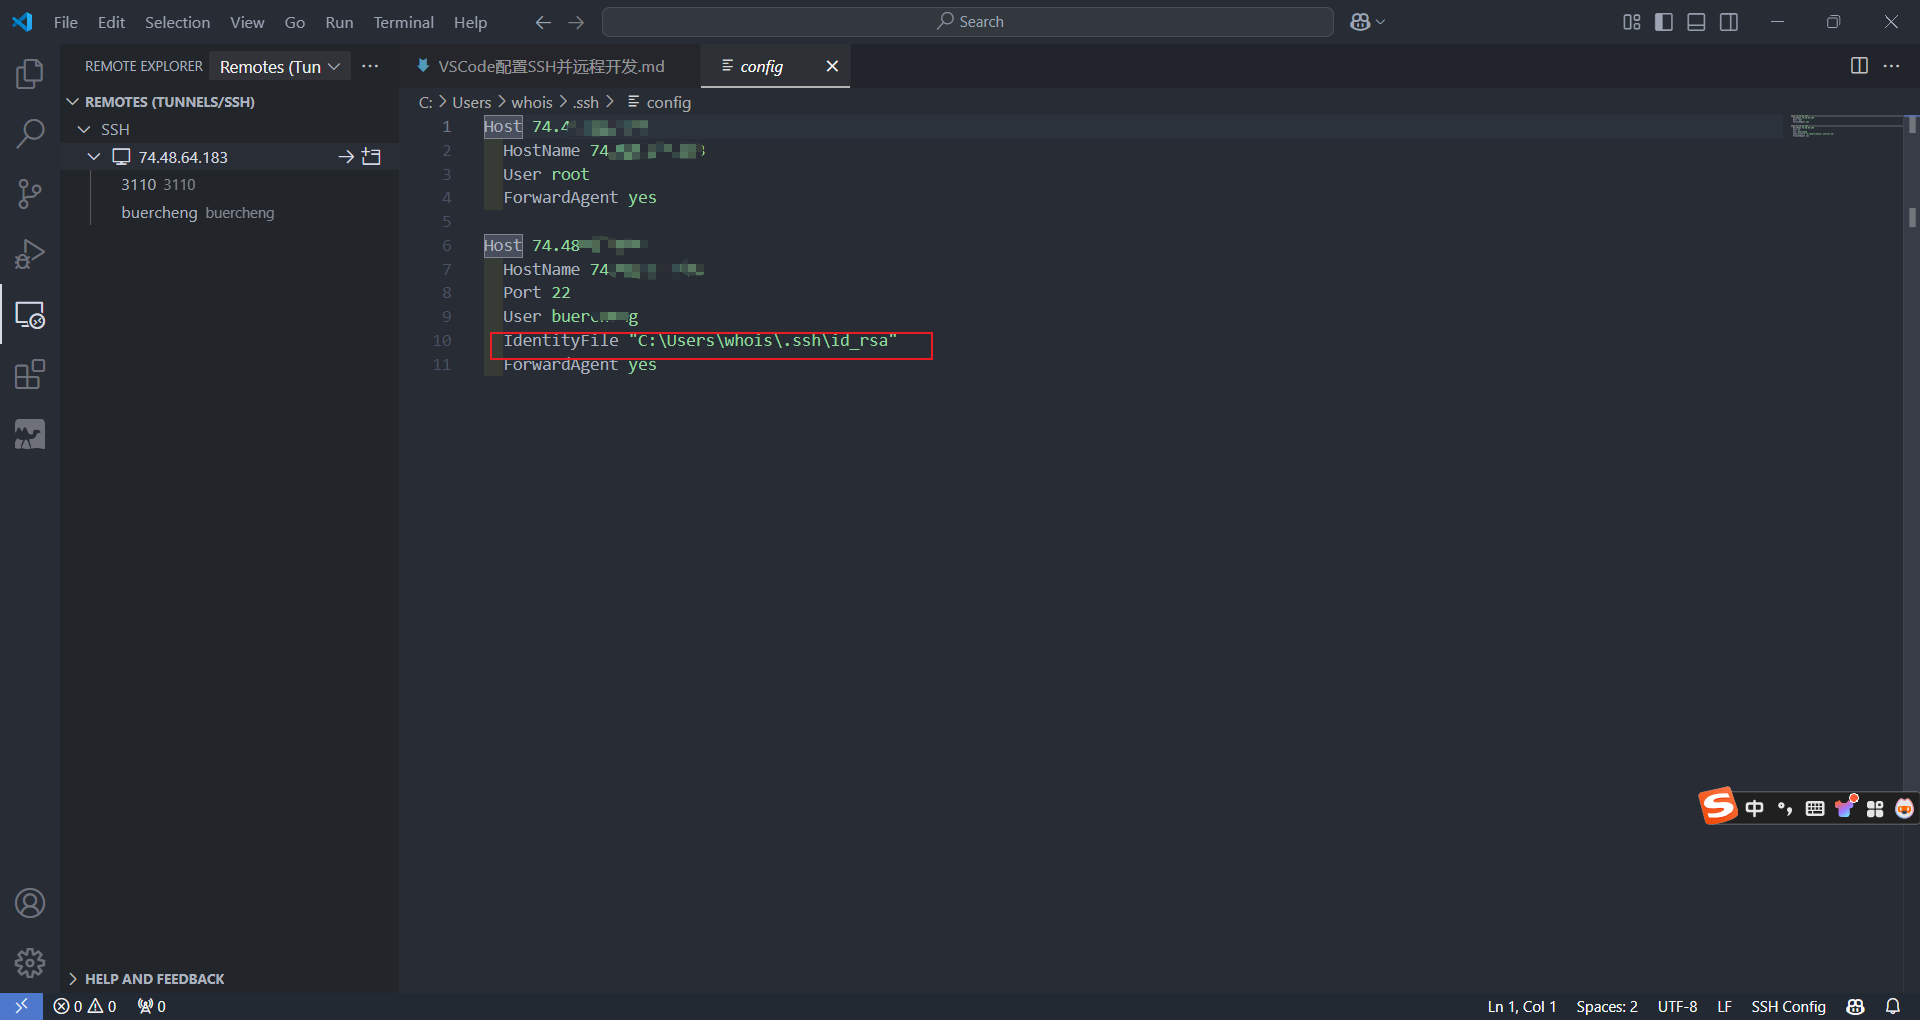 File Edit Selection View Go Run Terminal Help
Search
REMOTE EXPLORER Remotes (Tun
VSCode配置SSH并远程开发.md
config
REMOTES (TUNNELS/SSH)
SSH
74.48.64.183
3110 3110
buercheng buercheng
C: > Users > whois > .ssh > config
1 Host 74.4
2 HostName 74
3 User root
4 ForwardAgent yes
5
6 Host 74.48
7 HostName 74
8 Port 22
9 User buer
10 IdentityFile "C:\Users\whois\.ssh\id_rsa"
11 ForwardAgent yes
中
HELP AND FEEDBACK
0 0 0
Ln 1, Col 1 Spaces: 2 UTF-8 LF SSH Config